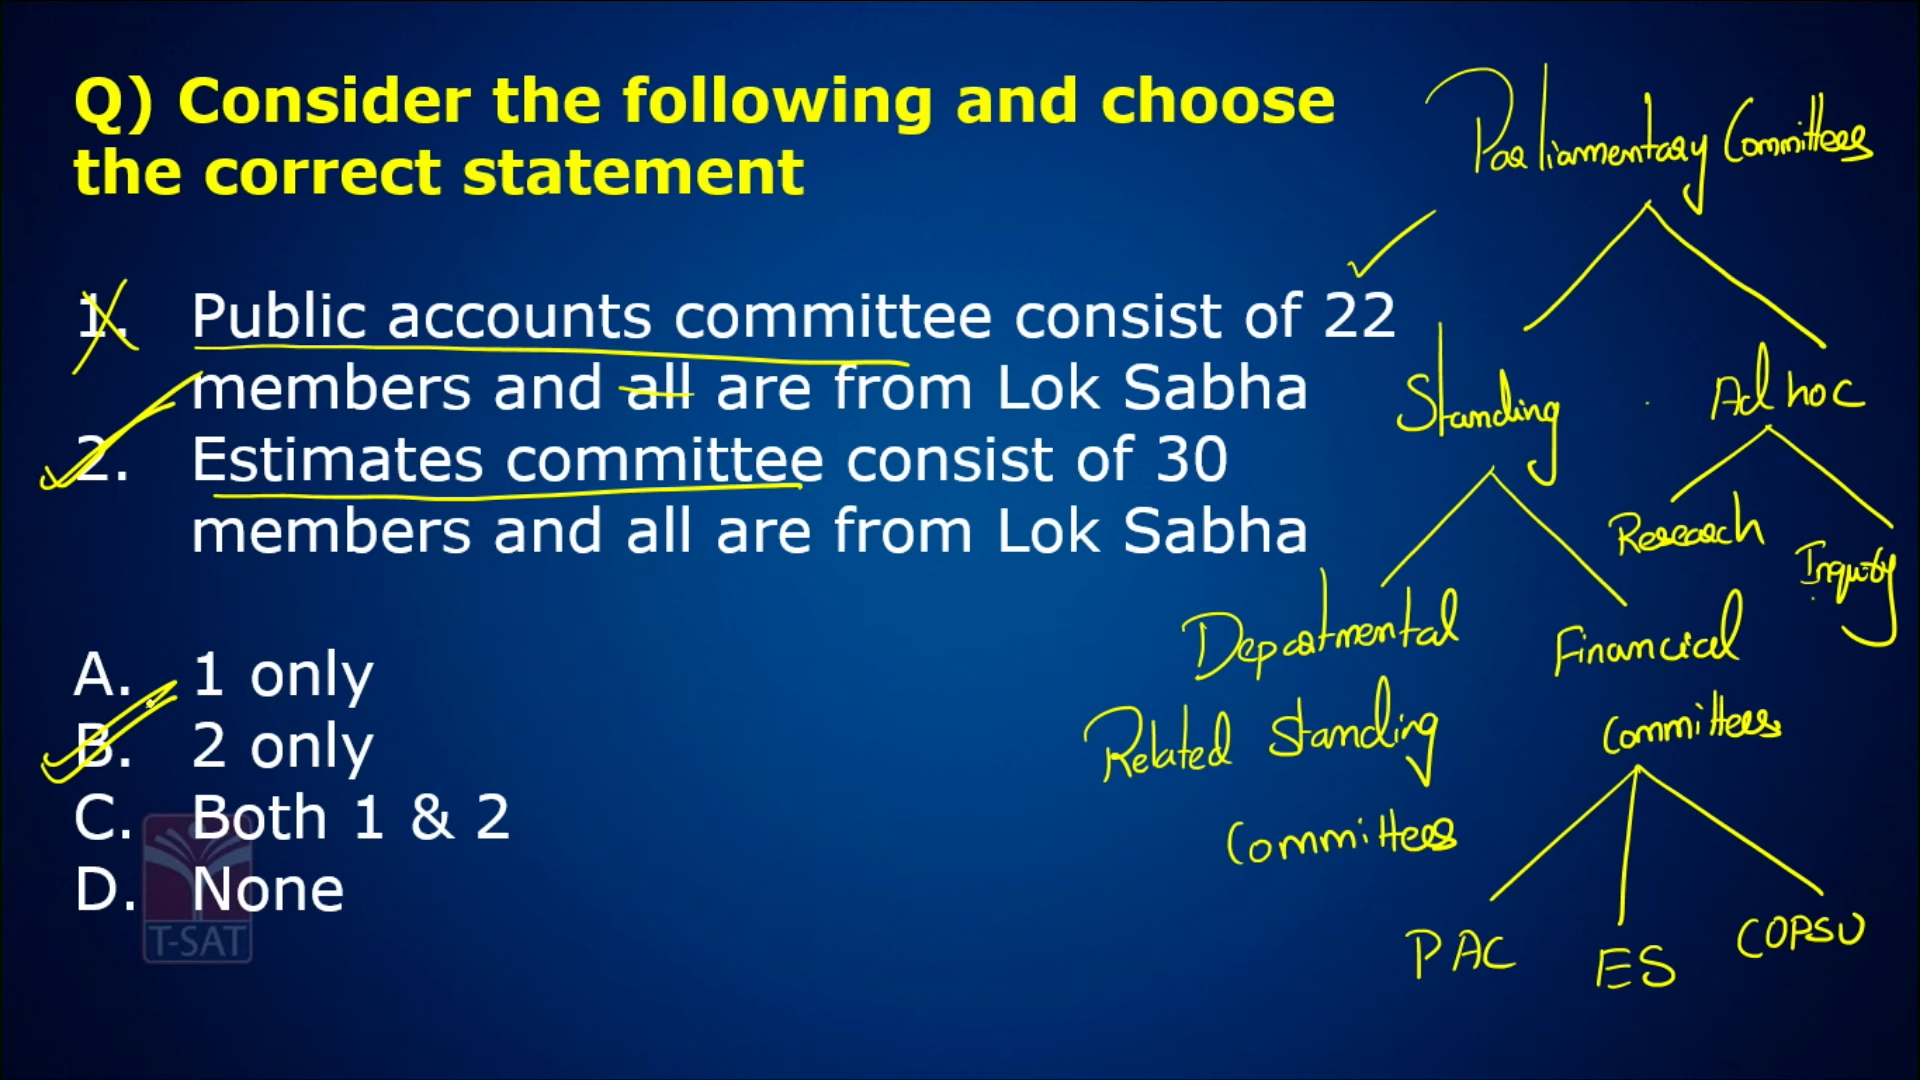 Q) Consider the following and choose
the correct statement
1. Public accounts committee consist of 22
members and all are from Lok Sabha
2. Estimates committee consist of 30
members and all are from Lok Sabha
A. 1 only
B. 2 only
C. Both 1 & 2
D. None
T-SAT
Parliamentary Committees
Standing
Ad hoc
Research
Inquity
Departmental
Related Standing
Committees
Financial
Committees
PAC
ES
COPSU